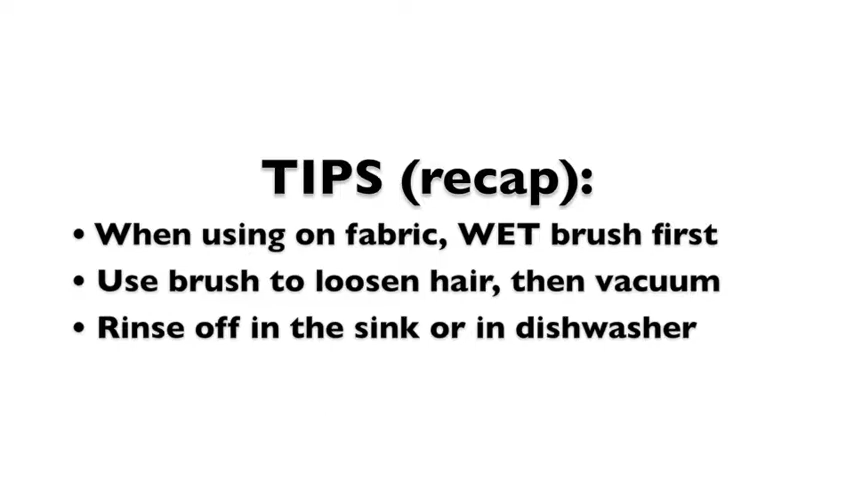 TIPS (recap):
• When using on fabric, WET brush first
• Use brush to loosen hair, then vacuum
• Rinse off in the sink or in dishwasher